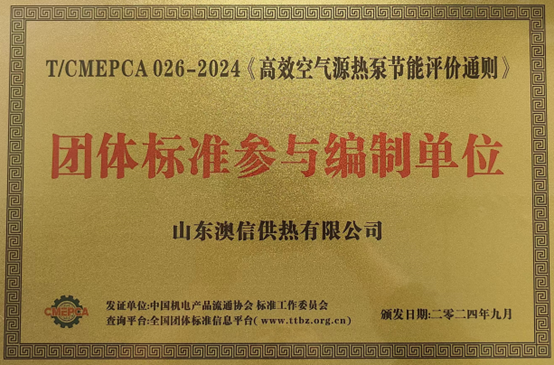 T/CMEPCA 026-2024《高效空气源热泵节能评价通则》
团体标准参与编制单位
山东澳信供热有限公司
CMEPCA
发证单位:中国机电产品流通协会 标准工作委员会
查询平台:全国团体标准信息平台( www.ttbz.org.cn)
颁发日期:二零二四年九月